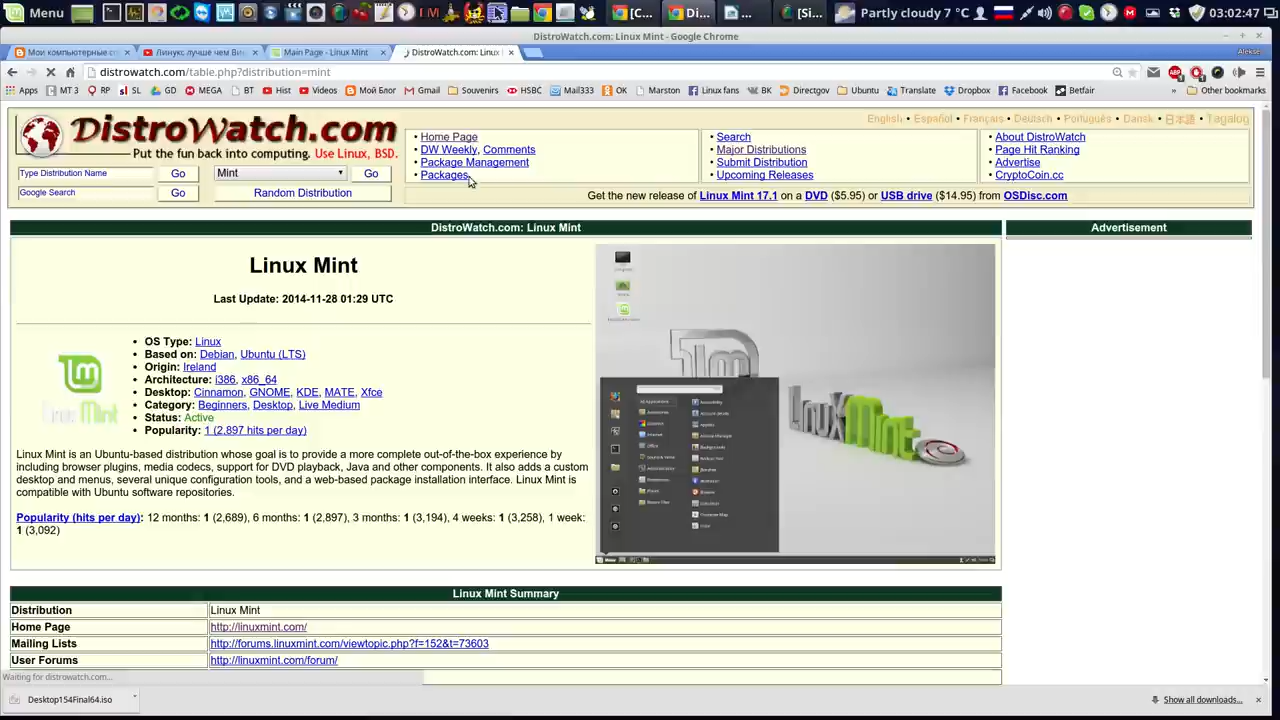 Menu
[C...
Di...
...
[Si...
Partly cloudy 7 °C
03:02:47
DistroWatch.com: Linux Mint - Google Chrome
Мои компьютерные ст
Линукс лучше чем Вин
Main Page - Linux Mint
DistroWatch.com: Linux
Alekse
distrowatch.com/table.php?distribution=mint
Apps MT 3 RP SL GD MEGA BT Hist Videos Мой Блог Gmail Souvenirs HSBC Mail333 OK Marston Linux fans VK Directgov Ubuntu Translate Dropbox Facebook Betfair Other bookmarks
DistroWatch.com
Put the fun back into computing. Use Linux, BSD.
English • Español • Français • Deutsch • Português • Dansk • 日本語 • Tagalog
• Home Page
• DW Weekly, Comments
• Package Management
• Packages
• Search
• Major Distributions
• Submit Distribution
• Upcoming Releases
• About DistroWatch
• Page Hit Ranking
• Advertise
• CryptoCoin.cc
Type Distribution Name Go Mint Go
Google Search Go Random Distribution
Get the new release of Linux Mint 17.1 on a DVD ($5.95) or USB drive ($14.95) from OSDisc.com
DistroWatch.com: Linux Mint
Advertisement
Linux Mint
Last Update: 2014-11-28 01:29 UTC
• OS Type: Linux
• Based on: Debian, Ubuntu (LTS)
• Origin: Ireland
• Architecture: i386, x86_64
• Desktop: Cinnamon, GNOME, KDE, MATE, Xfce
• Category: Beginners, Desktop, Live Medium
• Status: Active
• Popularity: 1 (2,897 hits per day)
Linux Mint
Linux Mint is an Ubuntu-based distribution whose goal is to provide a more complete out-of-the-box experience by
including browser plugins, media codecs, support for DVD playback, Java and other components. It also adds a custom
desktop and menus, several unique configuration tools, and a web-based package installation interface. Linux Mint is
compatible with Ubuntu software repositories.
Popularity (hits per day): 12 months: 1 (2,689), 6 months: 1 (2,897), 3 months: 1 (3,194), 4 weeks: 1 (3,258), 1 week:
1 (3,092)
LinuxMint
Linux Mint Summary
Distribution Linux Mint
Home Page http://linuxmint.com/
Mailing Lists http://forums.linuxmint.com/viewtopic.php?f=152&t=73603
User Forums http://linuxmint.com/forum/
Waiting for distrowatch.com...
Desktop154Final64.iso
Show all downloads...